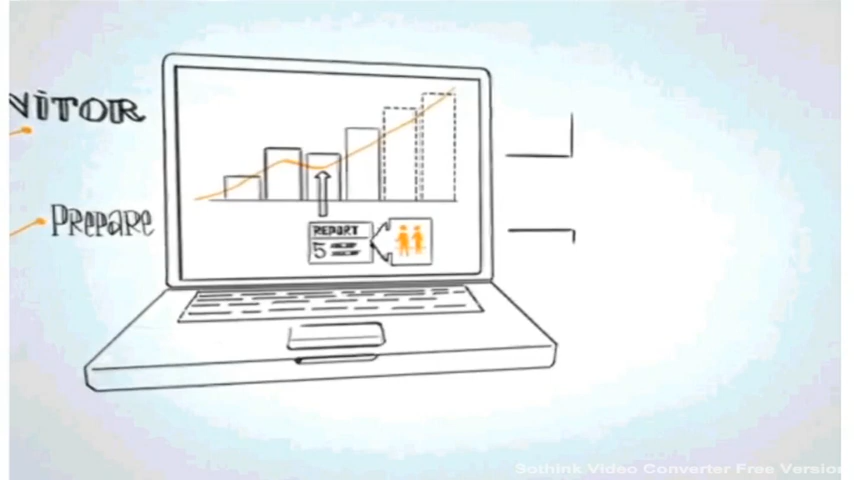 NITOR
PREPARE
REPORT
5
Sothink Video Converter Free Version